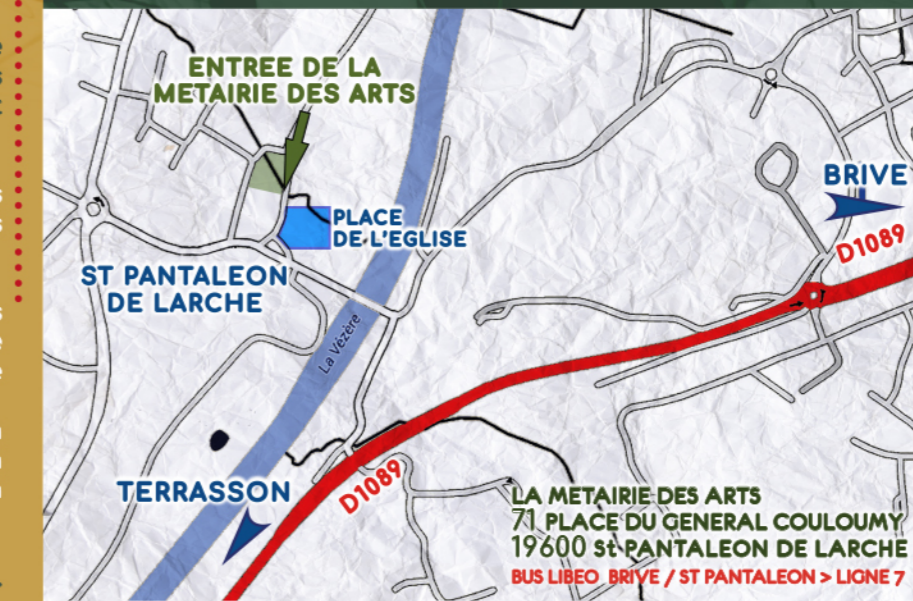 ENTREE DE LA
METAIRIE DES ARTS
BRIVE
PLACE
DE L'EGLISE
D1089
ST PANTALEON
DE LARCHE
La Vézère
TERRASSON
D1089
LA METAIRIE DES ARTS
71 PLACE DU GENERAL COULOUMY
19600 St PANTALEON DE LARCHE
BUS LIBEO BRIVE / ST PANTALEON > LIGNE 7